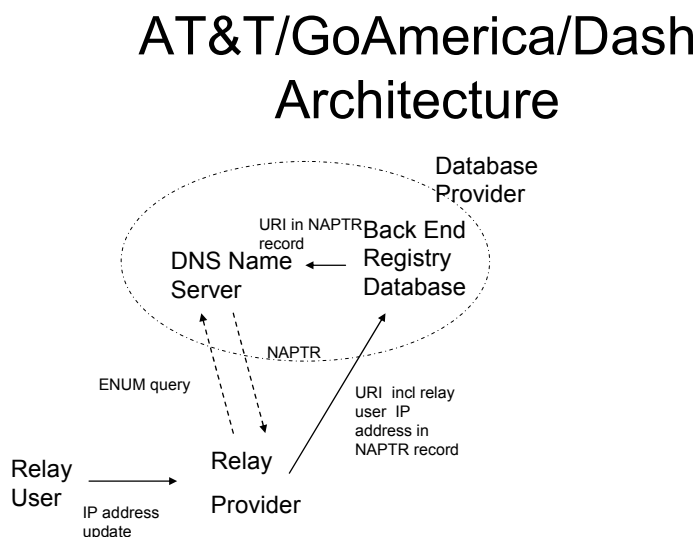 AT&T/GoAmerica/Dash
Architecture
Database
Provider
URI in NAPTR
record
Back End
Registry
Database
DNS Name
Server
NAPTR
ENUM query
URI incl relay
user IP
address in
NAPTR record
Relay
User
IP address
update
Relay
Provider